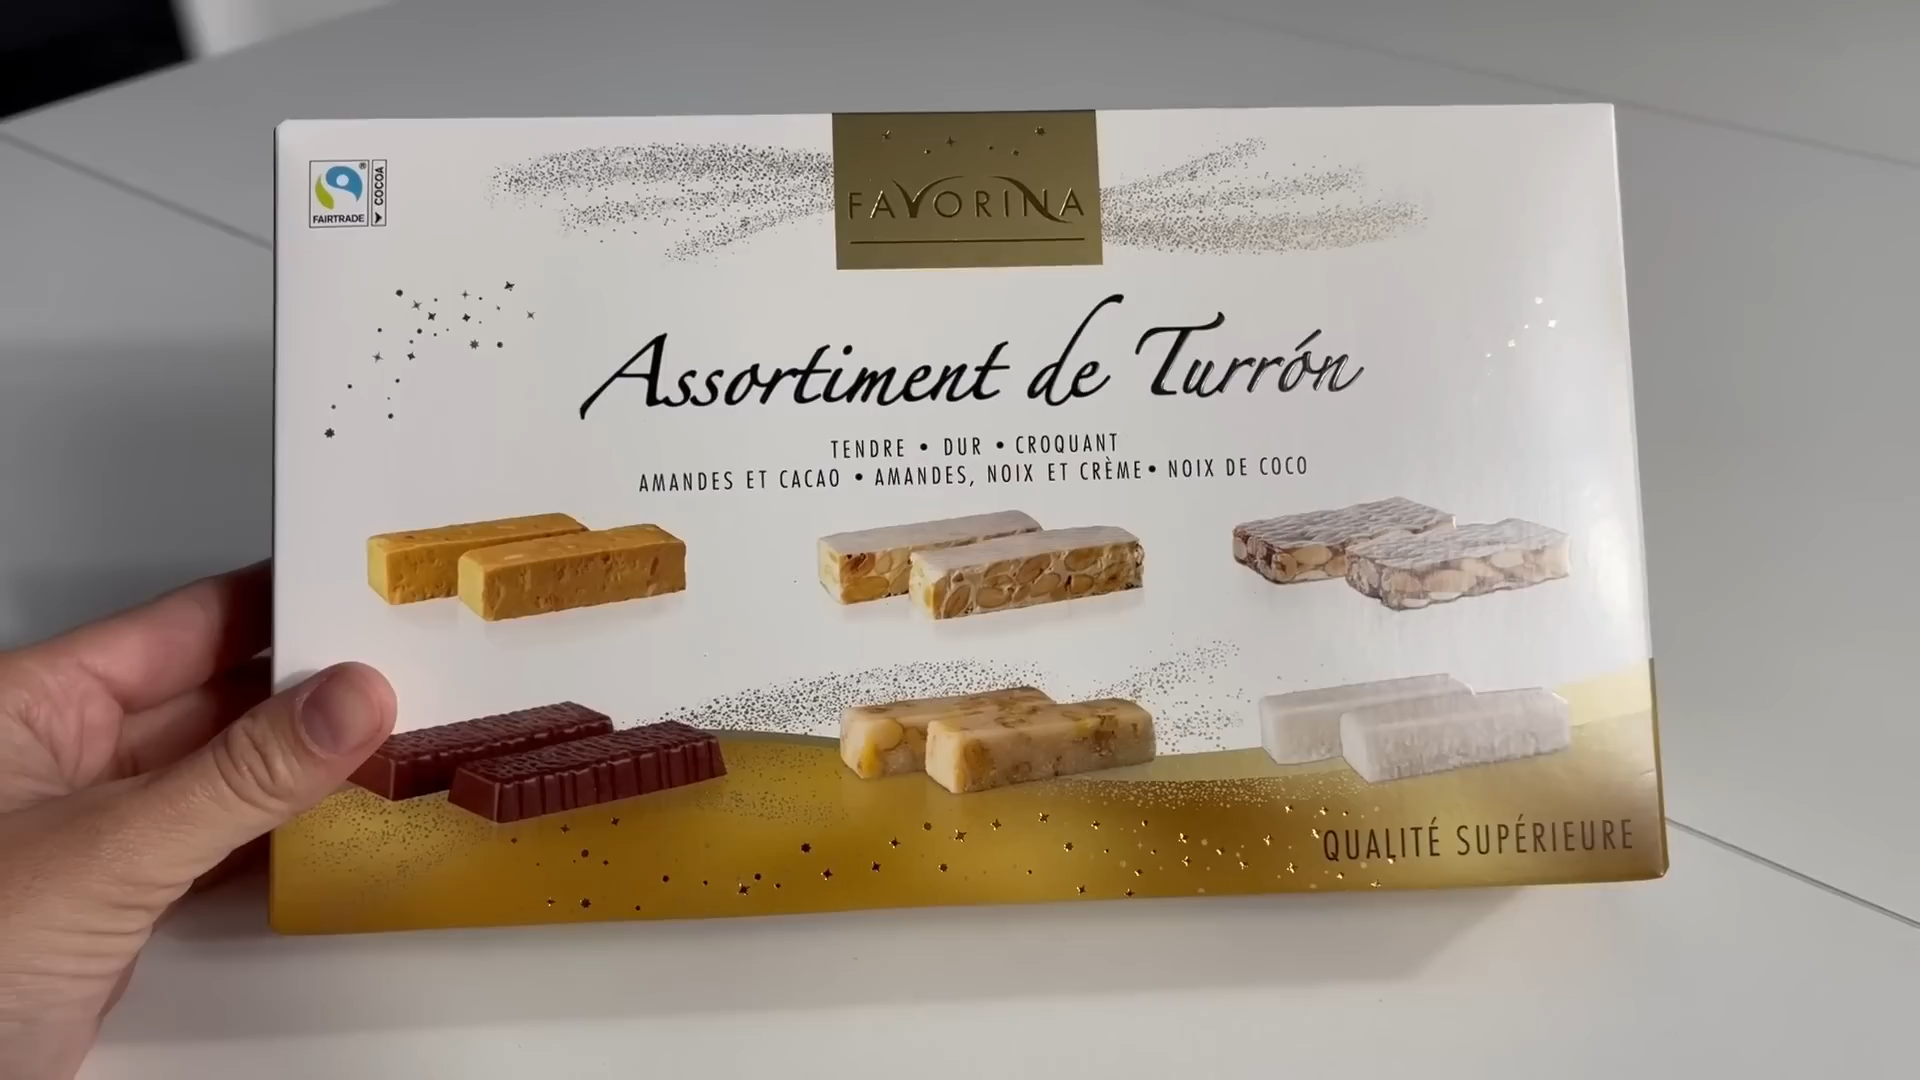 FAVORINA
FAIRTRADE
COCOA
Assortiment de Turrón
TENDRE • DUR • CROQUANT
AMANDES ET CACAO • AMANDES, NOIX ET CRÈME • NOIX DE COCO
QUALITÉ SUPÉRIEURE